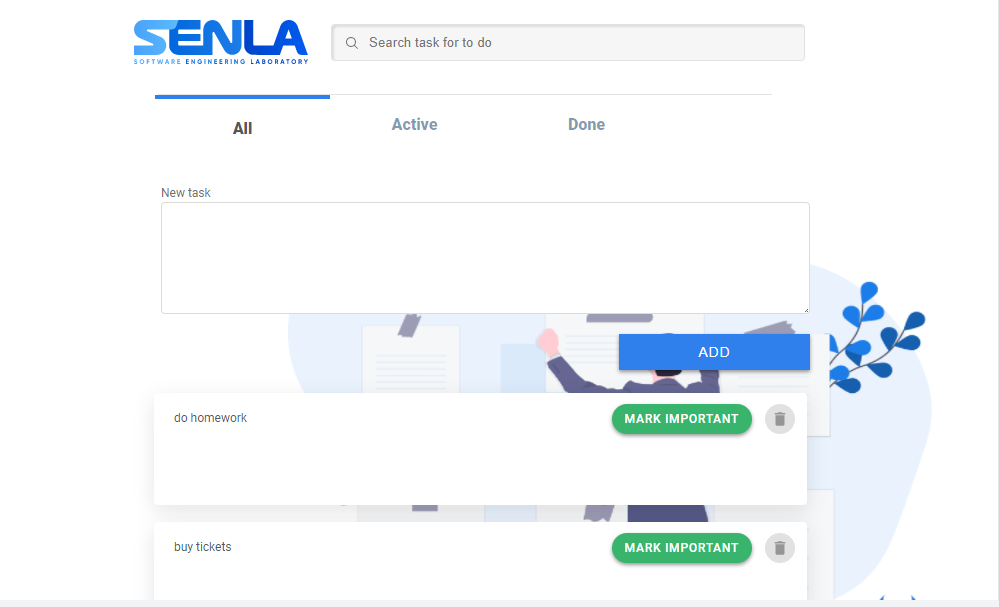 SENLA
SOFTWARE ENGINEERING LABORATORY
Search task for to do
All
Active
Done
New task
ADD
do homework
MARK IMPORTANT
buy tickets
MARK IMPORTANT